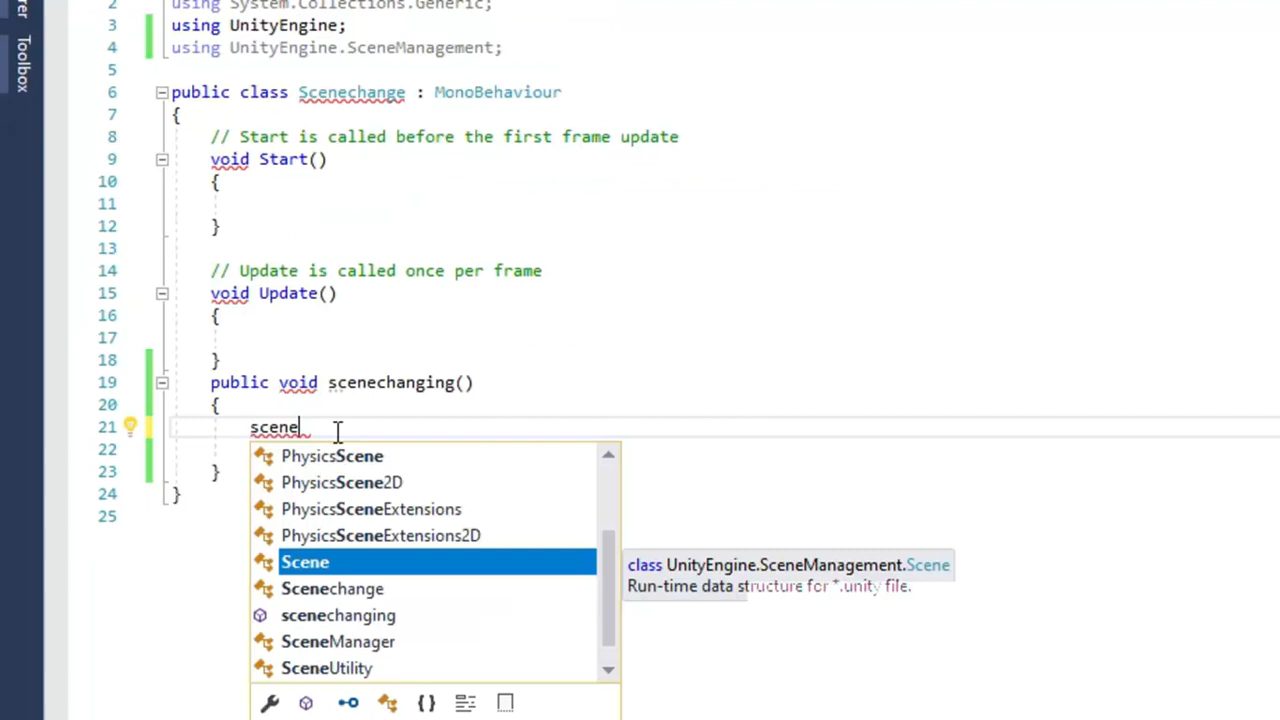 rer
Toolbox
2 using System.Collections.Generic;
3 using UnityEngine;
4 using UnityEngine.SceneManagement;
5
6 public class Scenechange : MonoBehaviour
7 {
8 // Start is called before the first frame update
9 void Start()
10 {
11
12 }
13
14 // Update is called once per frame
15 void Update()
16 {
17
18 }
19 public void scenechanging()
20 {
21 scene
22
23 }
24 }
25
PhysicsScene
PhysicsScene2D
PhysicsSceneExtensions
PhysicsSceneExtensions2D
Scene
Scenechange
scenechanging
SceneManager
SceneUtility
class UnityEngine.SceneManagement.Scene
Run-time data structure for *.unity file.